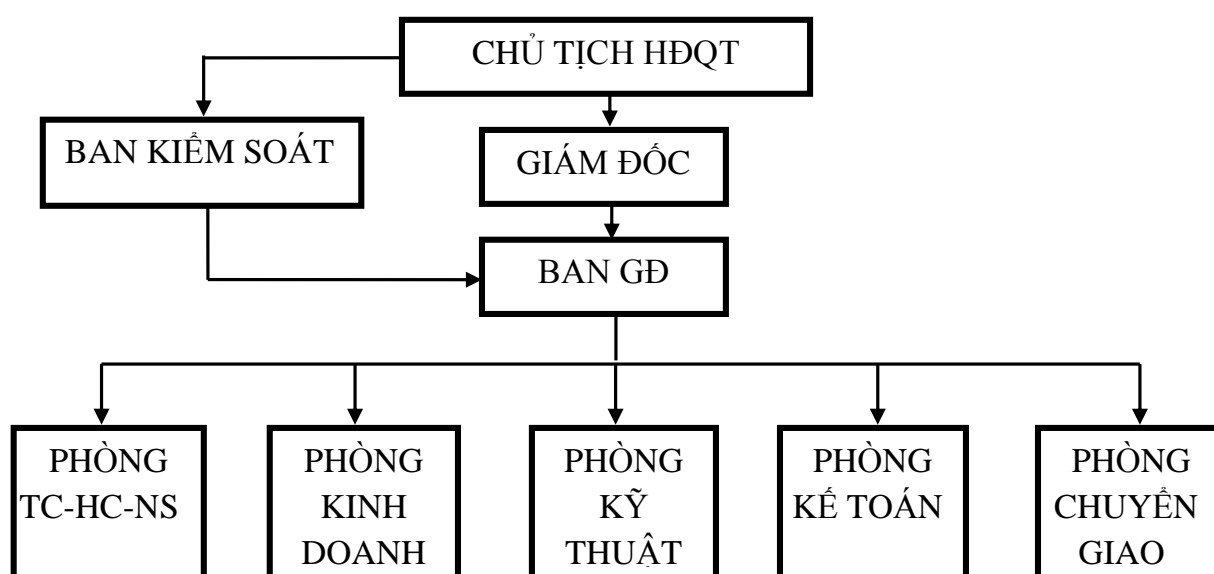 CHỦ TỊCH HĐQT
BAN KIỂM SOÁT
GIÁM ĐỐC
BAN GĐ
PHÒNG
TC-HC-NS
PHÒNG
KINH
DOANH
PHÒNG
KỸ
THUẬT
PHÒNG
KẾ TOÁN
PHÒNG
CHUYỂN
GIAO